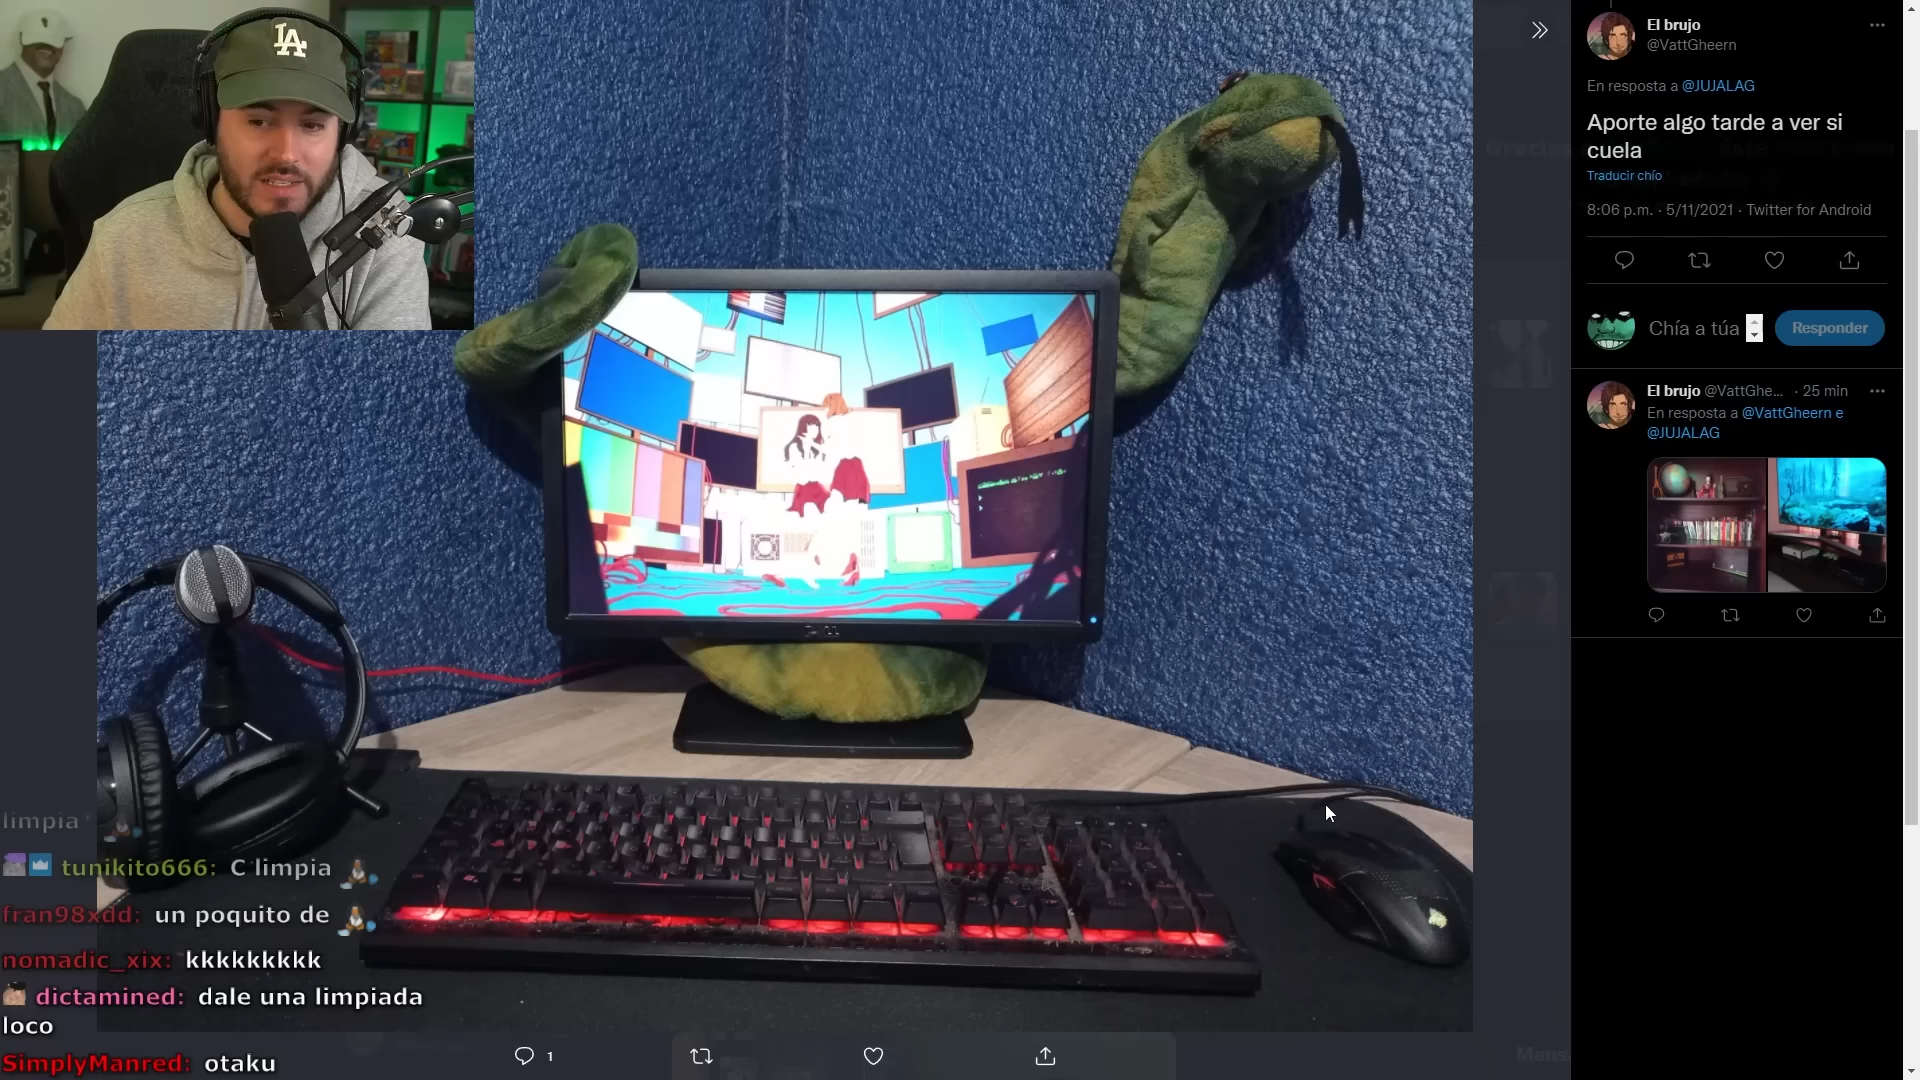 LA
El brujo
@VattGheern
En resposta a @JUJALAG
Aporte algo tarde a ver si
cuela
Traducir chío
8:06 p.m. · 5/11/2021 · Twitter for Android
Chía a túa
Responder
El brujo @VattGhe... · 25 min
En resposta a @VattGheern e
@JUJALAG
limpia
tunikito666: C limpia
fran98xdd: un poquito de
nomadic_xix: kkkkkkkkk
dictamined: dale una limpiada
loco
SimplyManred: otaku
1
Mens